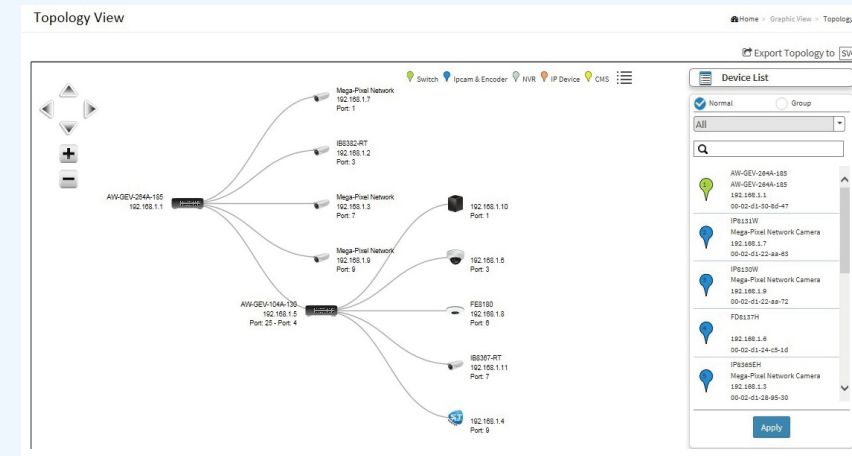 Topology View
Home > Graphic View > Topology
Export Topology to
Switch Ipcam & Encoder NVR IP Device CMS
Mega-Pixel Network
192.168.1.7
Port: 1
IB8382-RT
192.168.1.2
Port: 3
AW-GEV-264A-185
192.168.1.1
Mega-Pixel Network
192.168.1.3
Port: 7
Mega-Pixel Network
192.168.1.9
Port: 9
AW-GEV-104A-130
192.168.1.5
Port: 25 - Port: 4
192.168.1.10
Port: 1
192.168.1.6
Port: 3
FE8180
192.168.1.8
Port: 6
IB8367-RT
192.168.1.11
Port: 7
192.168.1.4
Port: 9
Device List
Normal Group
All
1
AW-GEV-264A-185
AW-GEV-264A-185
192.168.1.1
00-02-d1-30-6d-47
2
IP8131W
Mega-Pixel Network Camera
192.168.1.7
00-02-d1-22-aa-63
3
IP8130W
Mega-Pixel Network Camera
192.168.1.9
00-02-d1-22-aa-72
4
FD8137H
192.168.1.6
00-02-d1-24-c5-1d
5
IP8365EH
Mega-Pixel Network Camera
192.168.1.3
00-02-d1-26-95-30
Apply